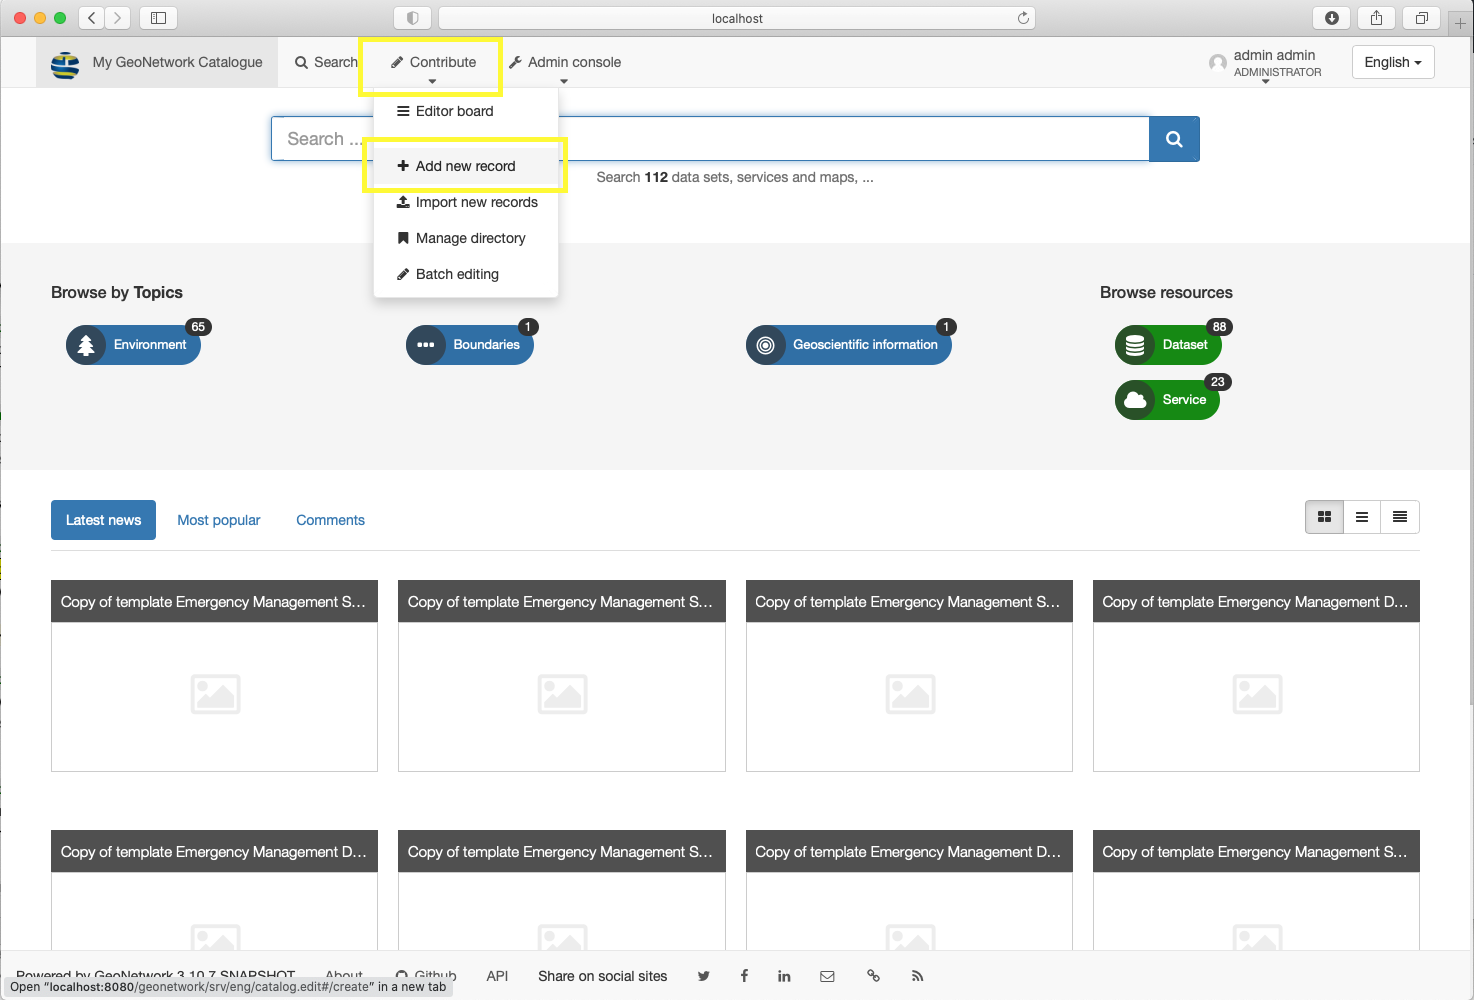 localhost
My GeoNetwork Catalogue
Search
Contribute
Admin console
admin admin
ADMINISTRATOR
English
Editor board
Search ...
Add new record
Search 112 data sets, services and maps, ...
Import new records
Manage directory
Batch editing
Browse by Topics
Browse resources
Environment 65
Boundaries 1
Geoscientific information 1
Dataset 88
Service 23
Latest news
Most popular
Comments
Copy of template Emergency Management S...
Copy of template Emergency Management S...
Copy of template Emergency Management S...
Copy of template Emergency Management D...
Copy of template Emergency Management D...
Copy of template Emergency Management S...
Copy of template Emergency Management D...
Copy of template Emergency Management S...
Powered by GeoNetwork 3.10.7.SNAPSHOT
About
Github
API
Share on social sites
Open “localhost:8080/geonetwork/srv/eng/catalog.edit#/create” in a new tab